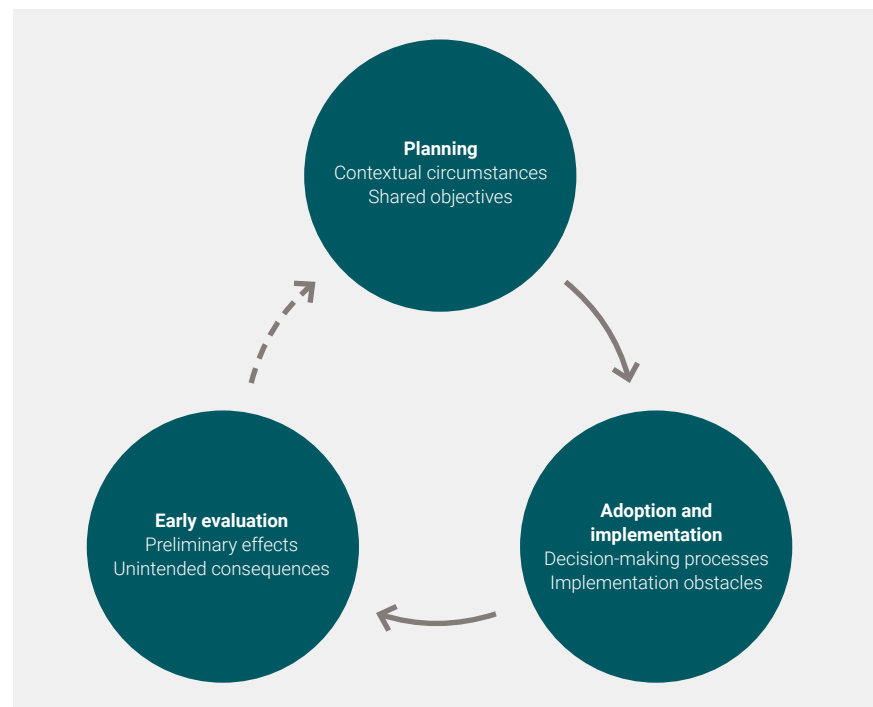 Planning
Contextual circumstances
Shared objectives
Adoption and
implementation
Decision-making processes
Implementation obstacles
Early evaluation
Preliminary effects
Unintended consequences